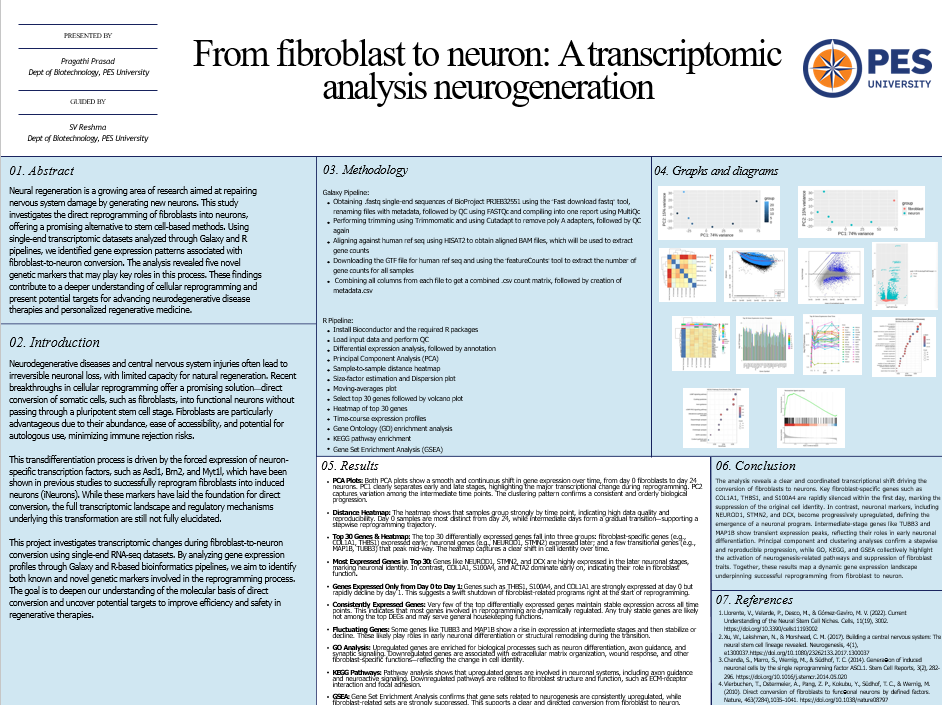 PRESENTED BY
Pragathi Prasad
Dept of Biotechnology, PES University
GUIDED BY
SV Reshma
Dept of Biotechnology, PES University
From fibroblast to neuron: A transcriptomic
analysis neurogeneration
PES
UNIVERSITY
01. Abstract
Neural regeneration is a growing area of research aimed at repairing
nervous system damage by generating new neurons. This study
investigates the direct reprogramming of fibroblasts into neurons,
offering a promising alternative to stem cell-based methods. Using
single-end transcriptomic datasets analyzed through Galaxy and R
pipelines, we identified gene expression patterns associated with
fibroblast-to-neuron conversion. The analysis revealed five novel
genetic markers that may play key roles in this process. These findings
contribute to a deeper understanding of cellular reprogramming and
present potential targets for advancing neurodegenerative disease
therapies and personalized regenerative medicine.
02. Introduction
Neurodegenerative diseases and central nervous system injuries often lead to
irreversible neuronal loss, with limited capacity for natural regeneration. Recent
breakthroughs in cellular reprogramming offer a promising solution—direct
conversion of somatic cells, such as fibroblasts, into functional neurons without
passing through a pluripotent stem cell stage. Fibroblasts are particularly
advantageous due to their abundance, ease of accessibility, and potential for
autologous use, minimizing immune rejection risks.
This transdifferentiation process is driven by the forced expression of neuron-
specific transcription factors, such as Ascl1, Brn2, and Myt1l, which have been
shown in previous studies to successfully reprogram fibroblasts into induced
neurons (iNeurons). While these markers have laid the foundation for direct
conversion, the full transcriptomic landscape and regulatory mechanisms
underlying this transformation are still not fully elucidated.
This project investigates transcriptomic changes during fibroblast-to-neuron
conversion using single-end RNA-seq datasets. By analyzing gene expression
profiles through Galaxy and R-based bioinformatics pipelines, we aim to identify
both known and novel genetic markers involved in the reprogramming process.
The goal is to deepen our understanding of the molecular basis of direct
conversion and uncover potential targets to improve efficiency and safety in
regenerative therapies.
03. Methodology
Galaxy Pipeline:
• Obtaining .fastq single-end sequences of BioProject PRJEB32551 using the 'Fast download fastq' tool,
renaming files with metadata, followed by QC using FASTQc and compiling into one report using MultiQc
• Performing trimming using Trimmomatic and using Cutadapt to remove poly A adapters, followed by QC
again
• Aligning against human ref seq using HISAT2 to obtain aligned BAM files, which will be used to extract
gene counts
• Downloading the GTF file for human ref seq and using the 'featureCounts' tool to extract the number of
gene counts for all samples
• Combining all columns from each file to get a combined .csv count matrix, followed by creation of
metadata.csv
R Pipeline:
• Install Bioconductor and the required R packages
• Load input data and perform QC
• Differential expression analysis, followed by annotation
• Principal Component Analysis (PCA)
• Sample-to-sample distance heatmap
• Size-factor estimation and Dispersion plot
• Moving-averages plot
• Select top 30 genes followed by volcano plot
• Heatmap of top 30 genes
• Time-course expression profiles
• Gene Ontology (GO) enrichment analysis
• KEGG pathway enrichment
• Gene Set Enrichment Analysis (GSEA)
04. Graphs and diagrams
PC1: 74% variance
group
PC1: 74% variance
group
fibroblast
neuron
05. Results
• PCA Plots: Both PCA plots show a smooth and continuous shift in gene expression over time, from day 0 fibroblasts to day 24
neurons. PC1 clearly separates early and late stages, highlighting the major transcriptional change during reprogramming. PC2
captures variation among the intermediate time points. The clustering pattern confirms a consistent and orderly biological
progression.
• Distance Heatmap: The heatmap shows that samples group strongly by time point, indicating high data quality and
reproducibility. Day 0 samples are most distinct from day 24, while intermediate days form a gradual transition—supporting a
stepwise reprogramming trajectory.
• Top 30 Genes & Heatmap: The top 30 differentially expressed genes fall into three groups: fibroblast-specific genes (e.g.,
COL1A1, THBS1) expressed early; neuronal genes (e.g., NEUROD1, STMN2) expressed later; and a few transitional genes (e.g.,
MAP1B, TUBB3) that peak mid-way. The heatmap captures a clear shift in cell identity over time.
• Most Expressed Genes in Top 30: Genes like NEUROD1, STMN2, and DCX are highly expressed in the later neuronal stages,
marking neuronal identity. In contrast, COL1A1, S100A4, and ACTA2 dominate early on, indicating their role in fibroblast
function.
• Genes Expressed Only from Day 0 to Day 1: Genes such as THBS1, S100A4, and COL1A1 are strongly expressed at day 0 but
rapidly decline by day 1. This suggests a swift shutdown of fibroblast-related programs right at the start of reprogramming.
• Consistently Expressed Genes: Very few of the top differentially expressed genes maintain stable expression across all time
points. This indicates that most genes involved in reprogramming are dynamically regulated. Any truly stable genes are likely
not among the top DEGs and may serve general housekeeping functions.
• Fluctuating Genes: Some genes like TUBB3 and MAP1B show a rise in expression at intermediate stages and then stabilize or
decline. These likely play roles in early neuronal differentiation or structural remodeling during the transition.
• GO Analysis: Upregulated genes are enriched for biological processes such as neuron differentiation, axon guidance, and
synaptic signaling. Downregulated genes are associated with extracellular matrix organization, wound response, and other
fibroblast-specific functions—reflecting the change in cell identity.
• KEGG Pathways: Pathway analysis shows that upregulated genes are involved in neuronal systems, including axon guidance
and neuroactive signaling. Downregulated pathways are related to fibroblast structure and function, such as ECM-receptor
interaction and focal adhesion.
• GSEA: Gene Set Enrichment Analysis confirms that gene sets related to neurogenesis are consistently upregulated, while
fibroblast-related sets are strongly suppressed. This supports a clear and directed conversion from fibroblast to neuron.
06. Conclusion
The analysis reveals a clear and coordinated transcriptional shift driving the
conversion of fibroblasts to neurons. Key fibroblast-specific genes such as
COL1A1, THBS1, and S100A4 are rapidly silenced within the first day, marking the
suppression of the original cell identity. In contrast, neuronal markers, including
NEUROD1, STMN2, and DCX, become progressively upregulated, defining the
emergence of a neuronal program. Intermediate-stage genes like TUBB3 and
MAP1B show transient expression peaks, reflecting their roles in early neuronal
differentiation. Principal component and clustering analyses confirm a stepwise
and reproducible progression, while GO, KEGG, and GSEA collectively highlight
the activation of neurogenesis-related pathways and suppression of fibroblast
traits. Together, these results map a dynamic gene expression landscape
underpinning successful reprogramming from fibroblast to neuron.
07. References
1. Llorente, V., Velarde, P., Desco, M., & Gómez-Gaviro, M. V. (2022). Current
Understanding of the Neural Stem Cell Niches. Cells, 11(19), 3002.
https://doi.org/10.3390/cells11193002
2. Xu, W., Lakshman, N., & Morshead, C. M. (2017). Building a central nervous system: The
neural stem cell lineage revealed. Neurogenesis, 4(1),
e1300037.https://doi.org/10.1080/23262133.2017.1300037
3. Chanda, S., Marro, S., Wernig, M., & Südhof, T. C. (2014). Generation of induced
neuronal cells by the single reprogramming factor ASCL1. Stem Cell Reports, 3(2), 282-
296. https://doi.org/10.1016/j.stemcr.2014.05.020
4. Vierbuchen, T., Ostermeier, A., Pang, Z. P., Kokubu, Y., Südhof, T. C., & Wernig, M.
(2010). Direct conversion of fibroblasts to functional neurons by defined factors.
Nature, 463(7284),1035–1041. https://doi.org/10.1038/nature08797